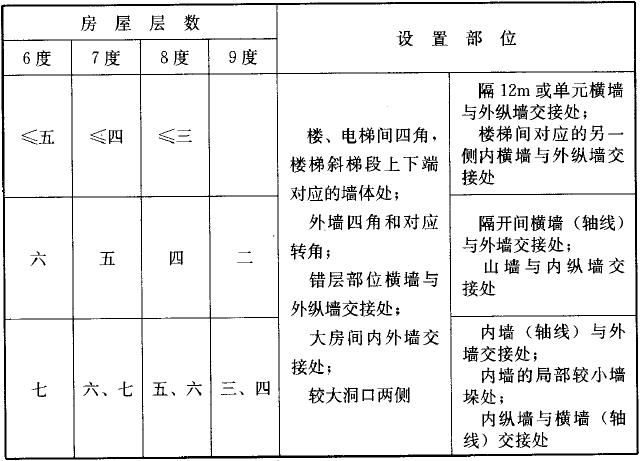 房屋层数
设置部位
6度
7度
8度
9度
≤五
≤四
≤三
楼、电梯间四角，
楼梯斜梯段上下端
对应的墙体处；
外墙四角和对应
转角；
错层部位横墙与
外纵墙交接处；
大房间内外墙交
接处；
较大洞口两侧
隔12m或单元横墙
与外纵墙交接处；
楼梯间对应的另一
侧内横墙与外纵墙交
接处
六
五
四
二
隔开间横墙（轴线）
与外墙交接处；
山墙与内纵墙交
接处
七
六、七
五、六
三、四
内墙（轴线）与外
墙交接处；
内墙的局部较小墙
垛处；
内纵墙与横墙（轴
线）交接处